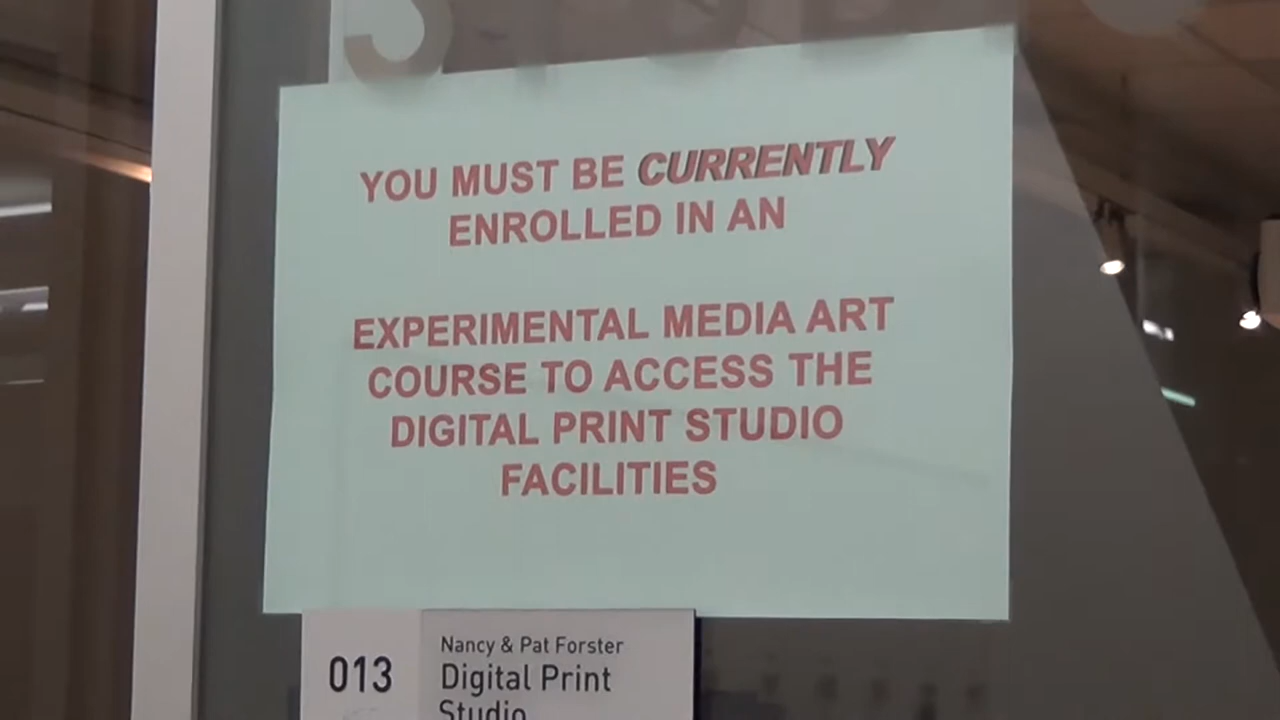 YOU MUST BE CURRENTLY
ENROLLED IN AN
EXPERIMENTAL MEDIA ART
COURSE TO ACCESS THE
DIGITAL PRINT STUDIO
FACILITIES
013
Nancy & Pat Forster
Digital Print
Studio